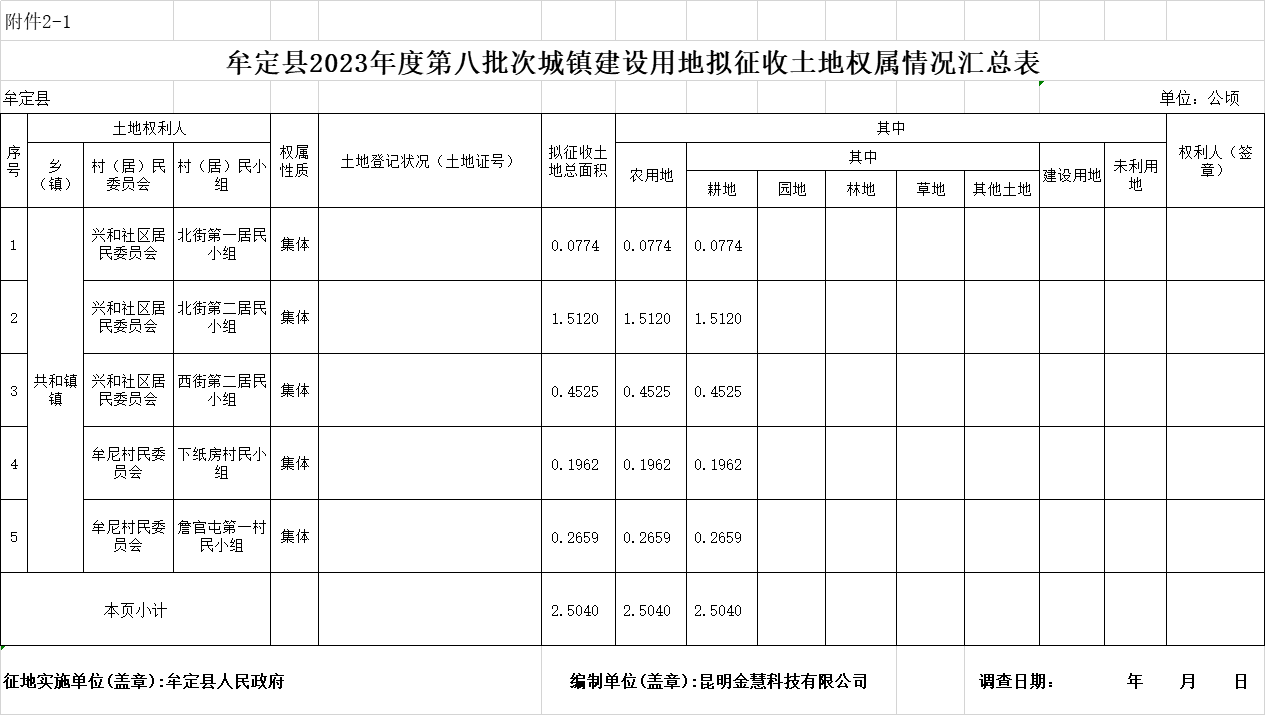 附件2-1
牟定县2023年度第八批次城镇建设用地拟征收土地权属情况汇总表
牟定县
单位：公顷
序号
土地权利人
权属性质
土地登记状况（土地证号）
拟征收土地总面积
其中
权利人（签章）
乡（镇）
村（居）民委员会
村（居）民小组
农用地
其中
建设用地
未利用地
耕地
园地
林地
草地
其他土地
共和镇镇
1 兴和社区居民委员会 北街第一居民小组 集体 0.0774 0.0774 0.0774
2 兴和社区居民委员会 北街第二居民小组 集体 1.5120 1.5120 1.5120
3 兴和社区居民委员会 西街第二居民小组 集体 0.4525 0.4525 0.4525
4 牟尼村民委员会 下纸房村民小组 集体 0.1962 0.1962 0.1962
5 牟尼村民委员会 詹官屯第一村民小组 集体 0.2659 0.2659 0.2659
本页小计 2.5040 2.5040 2.5040
征地实施单位(盖章):牟定县人民政府 编制单位(盖章):昆明金慧科技有限公司 调查日期： 年 月 日